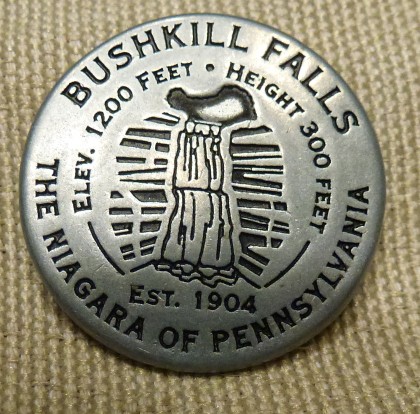 BUSHKILL FALLS
ELEV. 1200 FEET • HEIGHT 300 FEET
EST. 1904
THE NIAGARA OF PENNSYLVANIA